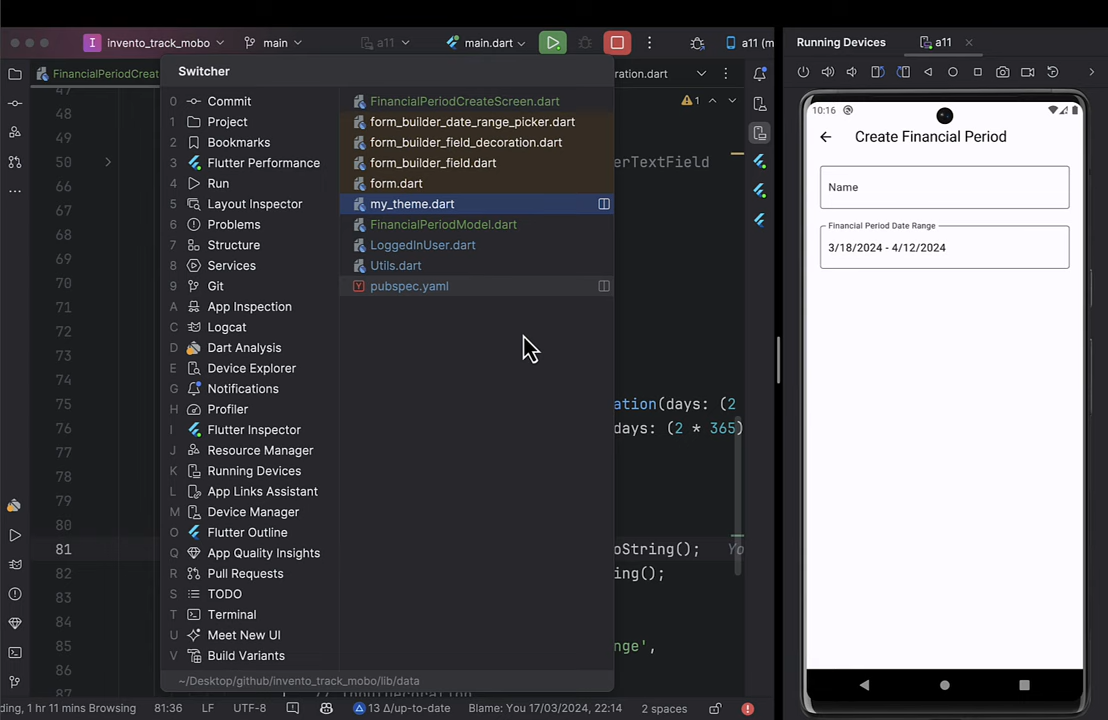 invento_track_mobo
main
a11
main.dart
a11 (m
Running Devices
a11
FinancialPeriodCreat
ration.dart
Switcher
0 Commit
1 Project
2 Bookmarks
3 Flutter Performance
4 Run
5 Layout Inspector
6 Problems
7 Structure
8 Services
9 Git
A App Inspection
C Logcat
D Dart Analysis
E Device Explorer
G Notifications
H Profiler
I Flutter Inspector
J Resource Manager
K Running Devices
L App Links Assistant
M Device Manager
O Flutter Outline
Q App Quality Insights
R Pull Requests
S TODO
T Terminal
U Meet New UI
V Build Variants
FinancialPeriodCreateScreen.dart
form_builder_date_range_picker.dart
form_builder_field_decoration.dart
form_builder_field.dart
form.dart
my_theme.dart
FinancialPeriodModel.dart
LoggedInUser.dart
Utils.dart
pubspec.yaml
~/Desktop/github/invento_track_mobo/lib/data
47
48
49
50
66
67
68
69
70
71
72
73
74
75
76
77
78
79
80
81
82
83
84
85
86
87
1
erTextField
ation(days: (2
days: (2 * 365)
oString(); Yo
ing();
nge',
// InputDecoration
10:16
Create Financial Period
Name
Financial Period Date Range
3/18/2024 - 4/12/2024
ding, 1 hr 11 mins Browsing
81:36
LF
UTF-8
13 Δ/up-to-date
Blame: You 17/03/2024, 22:14
2 spaces